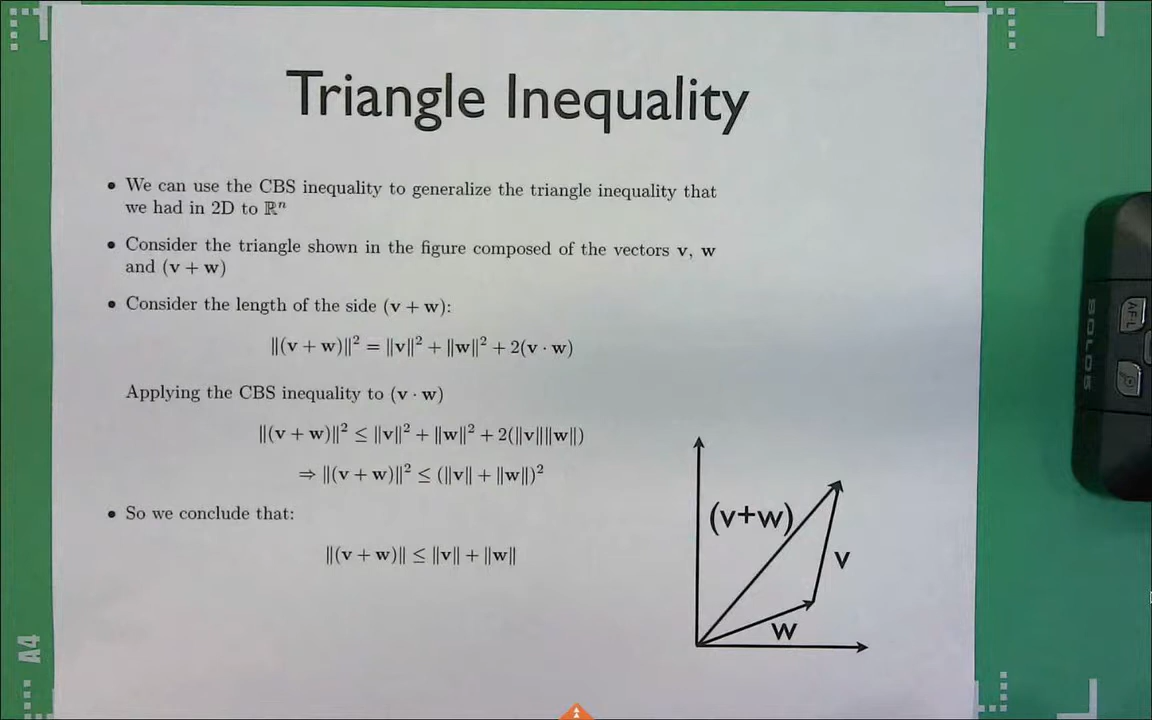 Triangle Inequality
• We can use the CBS inequality to generalize the triangle inequality that
we had in 2D to ℝⁿ
• Consider the triangle shown in the figure composed of the vectors v, w
and (v + w)
• Consider the length of the side (v + w):
‖(v + w)‖² = ‖v‖² + ‖w‖² + 2(v · w)
Applying the CBS inequality to (v · w)
‖(v + w)‖² ≤ ‖v‖² + ‖w‖² + 2(‖v‖‖w‖)
⇒ ‖(v + w)‖² ≤ (‖v‖ + ‖w‖)²
• So we conclude that:
‖(v + w)‖ ≤ ‖v‖ + ‖w‖
(v+w)
v
w
A4
SOLOS
AF-L